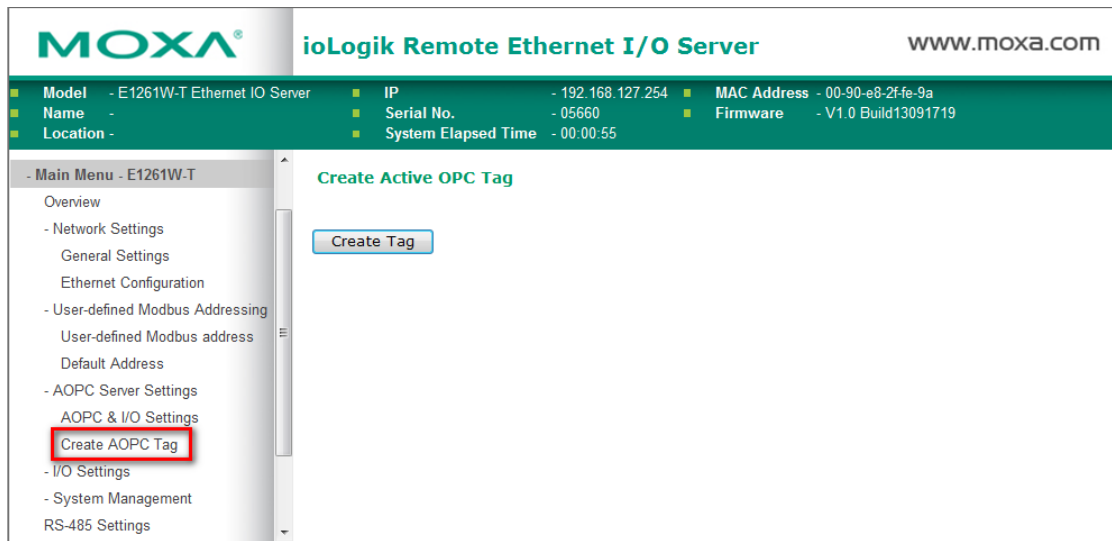 MOXA®
ioLogik Remote Ethernet I/O Server
www.moxa.com
Model - E1261W-T Ethernet IO Server
IP - 192.168.127.254
MAC Address - 00-90-e8-2f-fe-9a
Name -
Serial No. - 05660
Firmware - V1.0 Build13091719
Location -
System Elapsed Time - 00:00:55
- Main Menu - E1261W-T
Overview
- Network Settings
General Settings
Ethernet Configuration
- User-defined Modbus Addressing
User-defined Modbus address
Default Address
- AOPC Server Settings
AOPC & I/O Settings
Create AOPC Tag
- I/O Settings
- System Management
RS-485 Settings
Create Active OPC Tag
Create Tag